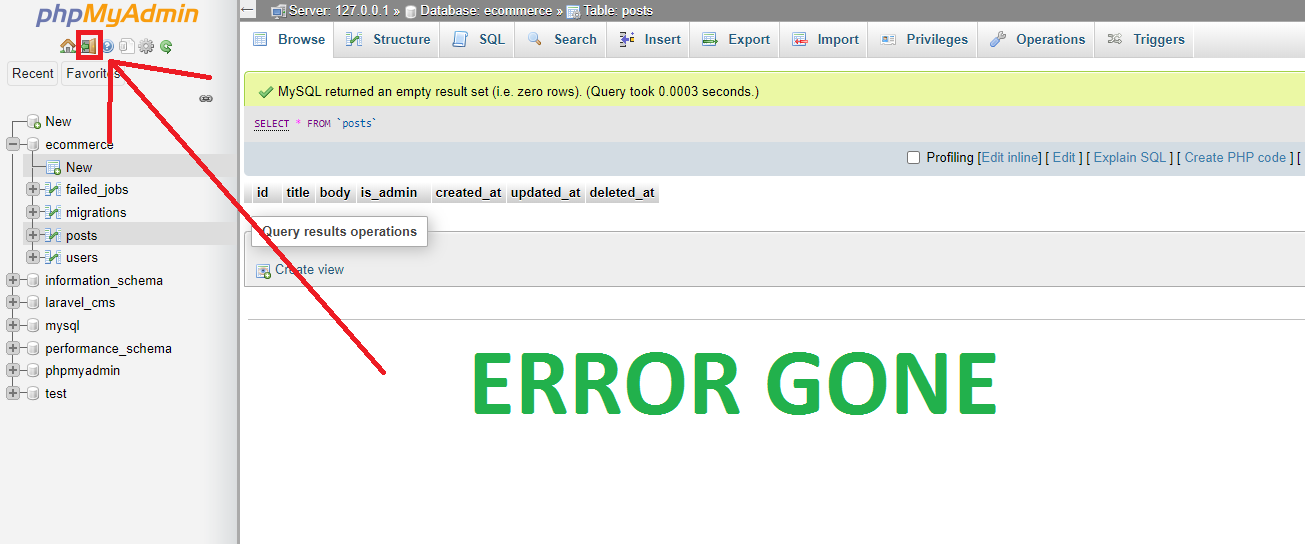 phpMyAdmin
Recent
Favorites
New
ecommerce
New
failed_jobs
migrations
posts
users
information_schema
laravel_cms
mysql
performance_schema
phpmyadmin
test
Server: 127.0.0.1 » Database: ecommerce » Table: posts
Browse Structure SQL Search Insert Export Import Privileges Operations Triggers
MySQL returned an empty result set (i.e. zero rows). (Query took 0.0003 seconds.)
SELECT * FROM `posts`
Profiling [Edit inline] [ Edit ] [ Explain SQL ] [ Create PHP code ] [
id title body is_admin created_at updated_at deleted_at
Query results operations
Create view
ERROR GONE